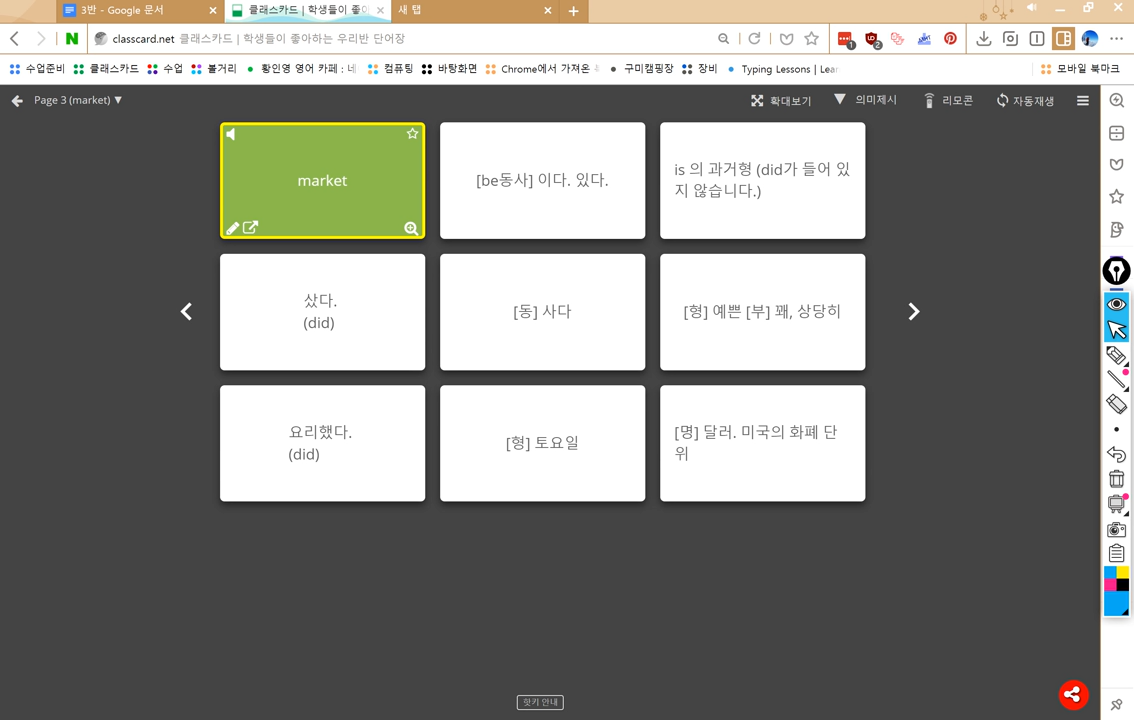 3반 - Google 문서
클래스카드 | 학생들이 좋아
새 탭
N classcard.net 클래스카드 | 학생들이 좋아하는 우리반 단어장
수업준비 클래스카드 수업 볼거리 황인영 영어 카페 : 네 컴퓨팅 바탕화면 Chrome에서 가져온 구미캠핑장 장비 Typing Lessons | Lear 모바일 북마크
Page 3 (market) ▼ 확대보기 ▼ 의미제시 리모콘 자동재생
market
[be동사] 이다. 있다.
is 의 과거형 (did가 들어 있
지 않습니다.)
샀다.
(did)
[동] 사다
[형] 예쁜 [부] 꽤, 상당히
요리했다.
(did)
[형] 토요일
[명] 달러. 미국의 화폐 단
위
핫키 안내